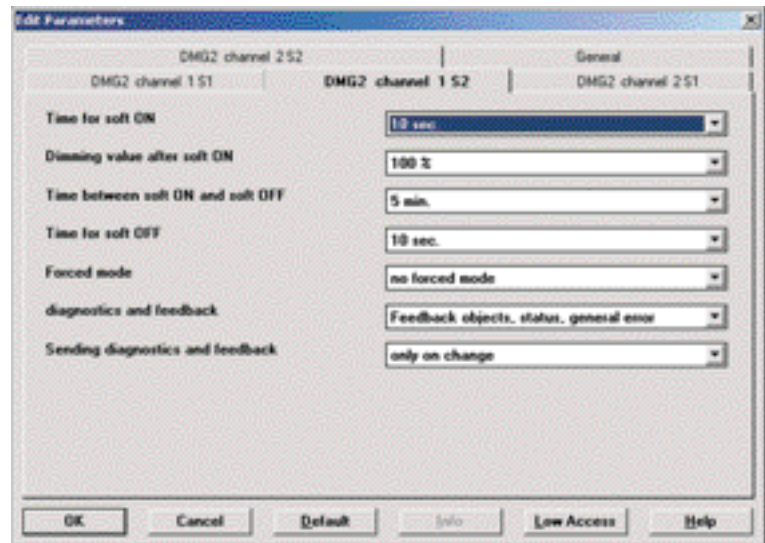 Edit Parameters
DMG2 channel 2 S2 General
DMG2 channel 1 S1 DMG2 channel 1 S2 DMG2 channel 2 S1
Time for soft ON 10 sec.
Dimming value after soft ON 100 %
Time between soft ON and soft OFF 5 min.
Time for soft OFF 10 sec.
Forced mode no forced mode
diagnostics and feedback Feedback objects, status, general error
Sending diagnostics and feedback only on change
OK Cancel Default Info Low Access Help